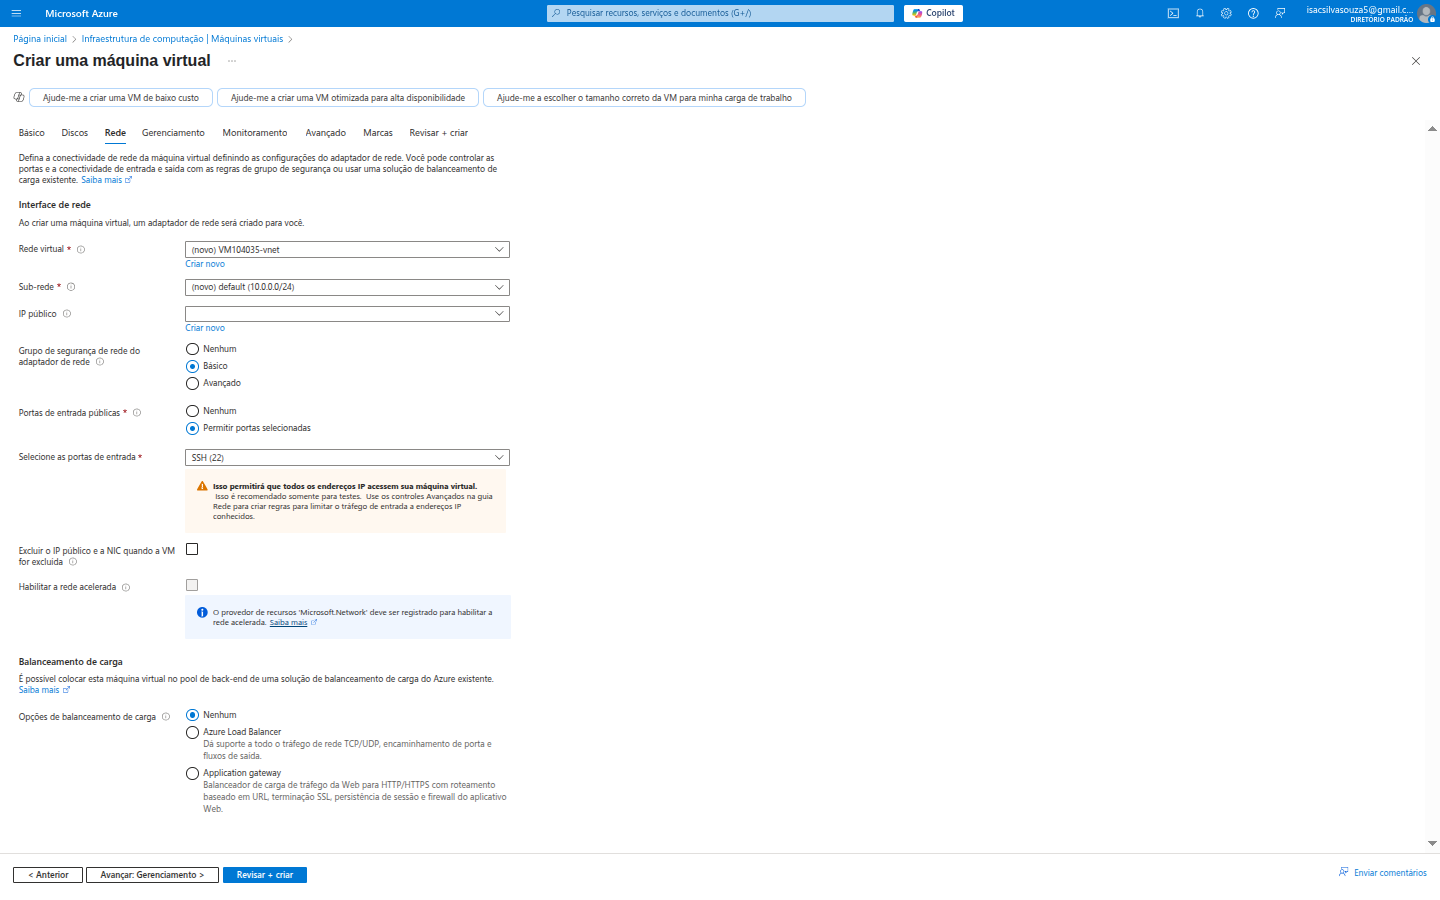 Microsoft Azure
Pesquisar recursos, serviços e documentos (G+/)
Copilot
isacsilvasouza5@gmail.c...
DIRETÓRIO PADRÃO
Página inicial > Infraestrutura de computação | Máquinas virtuais >
Criar uma máquina virtual ...
Ajude-me a criar uma VM de baixo custo
Ajude-me a criar uma VM otimizada para alta disponibilidade
Ajude-me a escolher o tamanho correto da VM para minha carga de trabalho
Básico Discos Rede Gerenciamento Monitoramento Avançado Marcas Revisar + criar
Defina a conectividade de rede da máquina virtual definindo as configurações do adaptador de rede. Você pode controlar as
portas e a conectividade de entrada e saída com as regras de grupo de segurança ou usar uma solução de balanceamento de
carga existente. Saiba mais
Interface de rede
Ao criar uma máquina virtual, um adaptador de rede será criado para você.
Rede virtual *
(novo) VM104035-vnet
Criar novo
Sub-rede *
(novo) default (10.0.0.0/24)
IP público
Criar novo
Grupo de segurança de rede do
adaptador de rede
Nenhum
Básico
Avançado
Portas de entrada públicas *
Nenhum
Permitir portas selecionadas
Selecione as portas de entrada *
SSH (22)
Isso permitirá que todos os endereços IP acessem sua máquina virtual.
Isso é recomendado somente para testes. Use os controles Avançados na guia
Rede para criar regras para limitar o tráfego de entrada a endereços IP
conhecidos.
Excluir o IP público e a NIC quando a VM
for excluída
Habilitar a rede acelerada
O provedor de recursos 'Microsoft.Network' deve ser registrado para habilitar a
rede acelerada. Saiba mais
Balanceamento de carga
É possível colocar esta máquina virtual no pool de back-end de uma solução de balanceamento de carga do Azure existente.
Saiba mais
Opções de balanceamento de carga
Nenhum
Azure Load Balancer
Dá suporte a todo o tráfego de rede TCP/UDP, encaminhamento de porta e
fluxos de saída.
Application gateway
Balanceador de carga de tráfego da Web para HTTP/HTTPS com roteamento
baseado em URL, terminação SSL, persistência de sessão e firewall do aplicativo
Web.
< Anterior
Avançar: Gerenciamento >
Revisar + criar
Enviar comentários